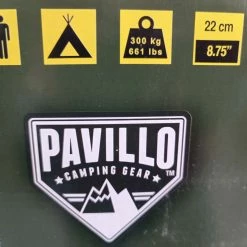 300 kg
661 lbs
22 cm
8.75"
PAVILLO
★ CAMPING GEAR ★
TM